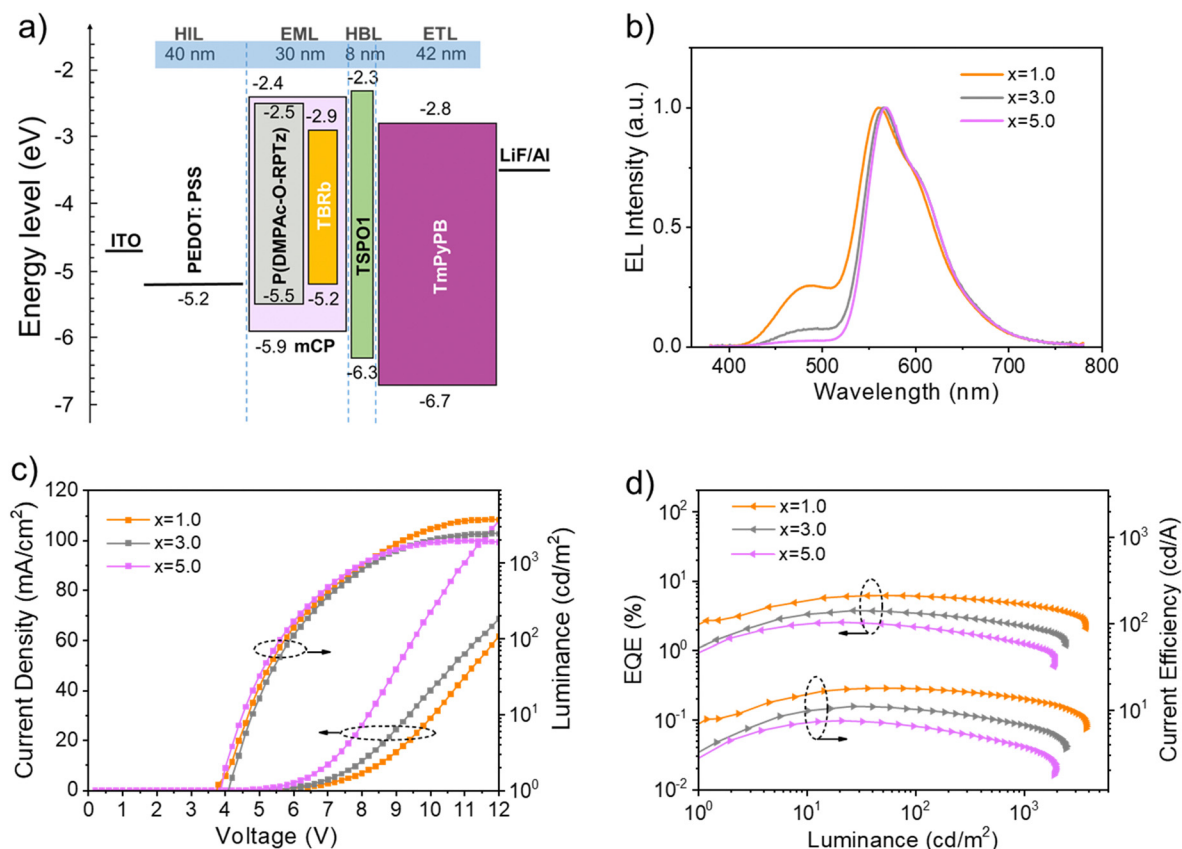 a)
HIL EML HBL ETL
40 nm 30 nm 8 nm 42 nm
Energy level (eV)
-2
-3
-4
-5
-6
-7
-2.4
-2.3
-2.5
-2.9
-2.8
LiF/Al
ITO
PEDOT: PSS
P(DMPAc-O-RPTz)
TBRb
TSPO1
TmPyPB
-5.2
-5.5
-5.2
-5.9 mCP
-6.3
-6.7
b)
EL Intensity (a.u.)
1.0
0.5
0.0
x=1.0
x=3.0
x=5.0
400 500 600 700 800
Wavelength (nm)
c)
Current Density (mA/cm²)
120
100
80
60
40
20
0
x=1.0
x=3.0
x=5.0
10³
10²
10¹
10⁰
Luminance (cd/m²)
0 1 2 3 4 5 6 7 8 9 10 11 12
Voltage (V)
d)
EQE (%)
10²
10¹
10⁰
10⁻¹
10⁻²
x=1.0
x=3.0
x=5.0
10³
10²
10¹
Current Efficiency (cd/A)
10⁰ 10¹ 10² 10³
Luminance (cd/m²)